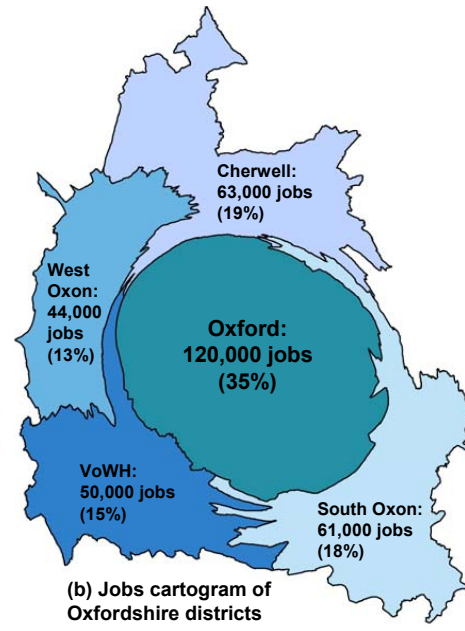 Cherwell:
63,000 jobs
(19%)
West
Oxon:
44,000
jobs
(13%)
Oxford:
120,000 jobs
(35%)
VoWH:
50,000 jobs
(15%)
South Oxon:
61,000 jobs
(18%)
(b) Jobs cartogram of
Oxfordshire districts